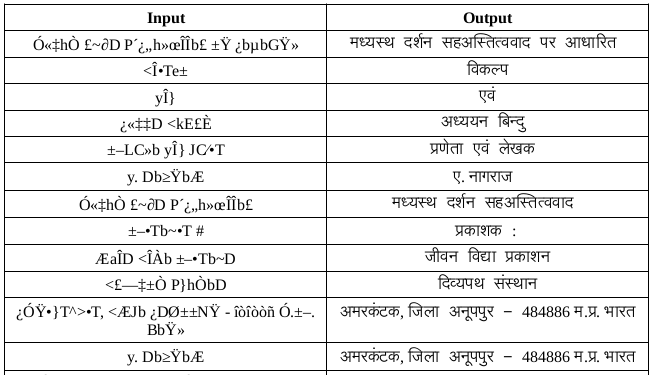 Input Output
Ó«‡hÒ £~∂D P´¿„h»œÎÎb£ ±Ÿ ¿bµbGŸ» मध्यस्थ दर्शन सहअस्तित्ववाद पर आधारित
<Î•Te± विकल्प
yÎ} एवं
¿«‡‡D <kE£È अध्ययन बिन्दु
±–LC»b yÎ} JC⁄•T प्रणेता एवं लेखक
y. Db≥ŸbÆ ए. नागराज
Ó«‡hÒ £~∂D P´¿„h»œÎÎb£ मध्यस्थ दर्शन सहअस्तित्ववाद
±–•Tb~•T # प्रकाशक :
ÆaÎD <ÎÀb ±–•Tb~D जीवन विद्या प्रकाशन
<£—‡±Ò P}hÒbD दिव्यपथ संस्थान
¿ÓŸ•}T^>•T, <ÆJb ¿DØ±±NŸ - îòîòòñ Ó.±–. अमरकंटक, जिला अनूपपुर – 484886 म.प्र. भारत
BbŸ»
y. Db≥ŸbÆ अमरकंटक, जिला अनूपपुर – 484886 म.प्र. भारत